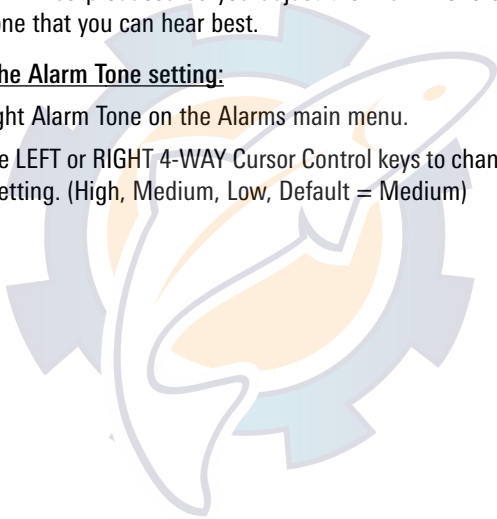 one that you can hear best.
he Alarm Tone setting:
ght Alarm Tone on the Alarms main menu.
e LEFT or RIGHT 4-WAY Cursor Control keys to chan
etting. (High, Medium, Low, Default = Medium)